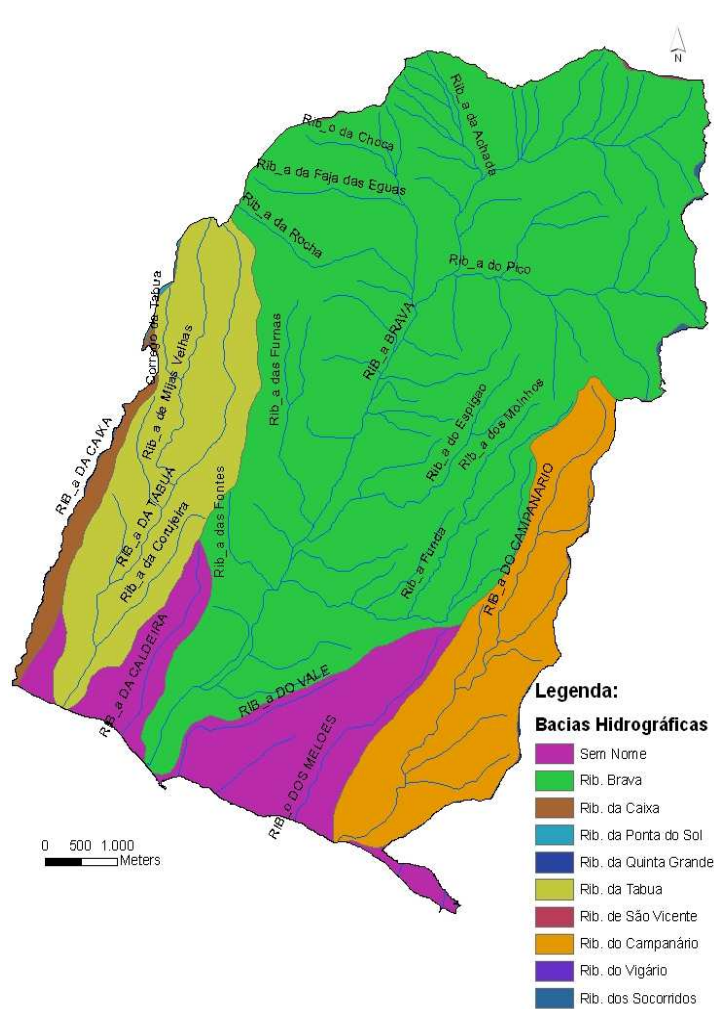 N
Rib_o da Choca
Rib_a da Achada
Rib_a da Faja das Eguas
Rib_a da Rocha
Rib_a do Pico
Corrego da Tabua
Rib_a de Mijas Velhas
Rib_a das Furnas
RIB_a BRAVA
Rib_a do Espigao
Rib_a dos Moinhos
RIB_a DA CAIXA
RIB_a DA TABUA
Rib_a da Corujeira
Rib_a das Fontes
Rib_a Funda
RIB_a DO CAMPANARIO
RIB_a DA CALDEIRA
RIB_a DO VALE
RIB_o DOS MELOES
Legenda:
Bacias Hidrográficas
Sem Nome
Rib. Brava
Rib. da Caixa
Rib. da Ponta do Sol
Rib. da Quinta Grande
Rib. da Tabua
Rib. de São Vicente
Rib. do Campanário
Rib. do Vigário
Rib. dos Socorridos
0 500 1.000
Meters